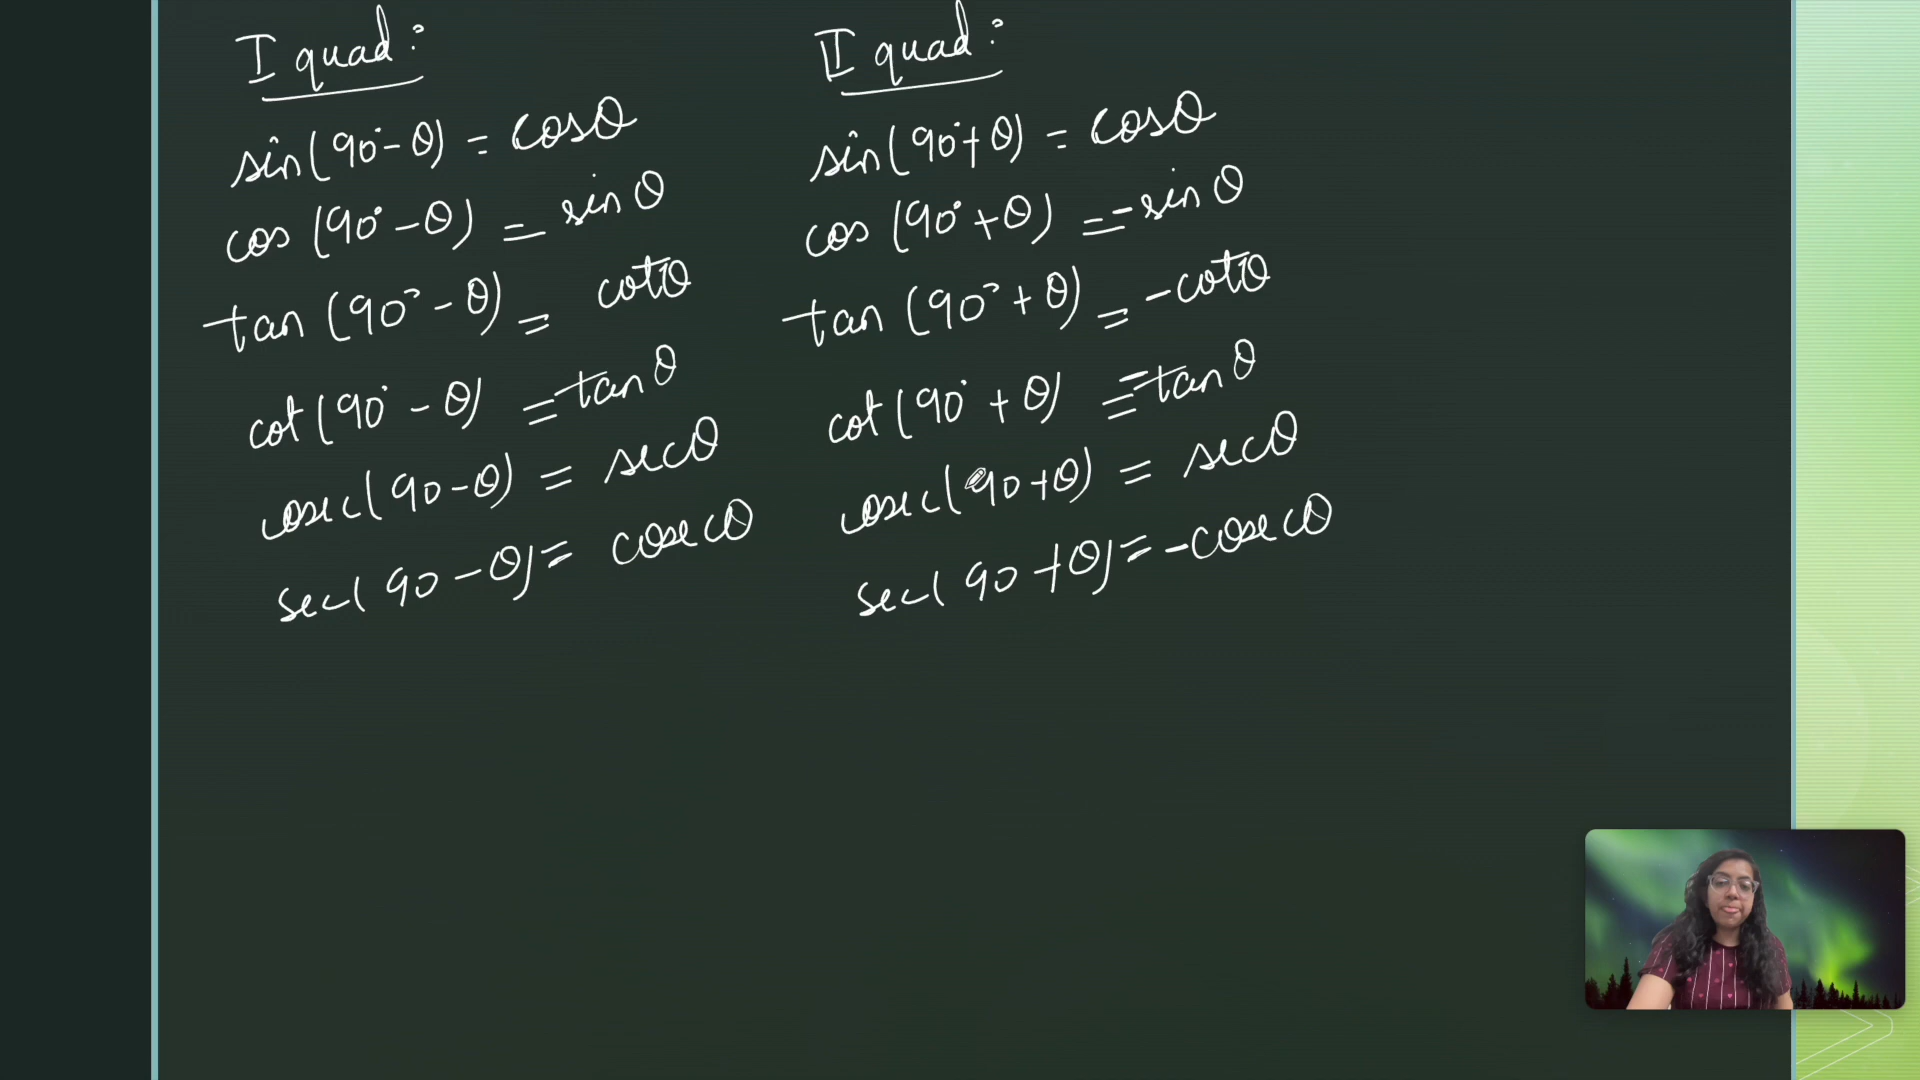 I quad:
sin(90°-θ) = cosθ
cos (90°-θ) = sinθ
tan (90° - θ) = cotθ
cot (90° - θ) = tanθ
cosec(90-θ) = secθ
sec(90-θ) = cosecθ
II quad:
sin(90°+θ) = cosθ
cos (90°+θ) = -sinθ
tan (90° + θ) = -cotθ
cot (90° + θ) = -tanθ
cosec(90+θ) = secθ
sec(90+θ) = -cosecθ